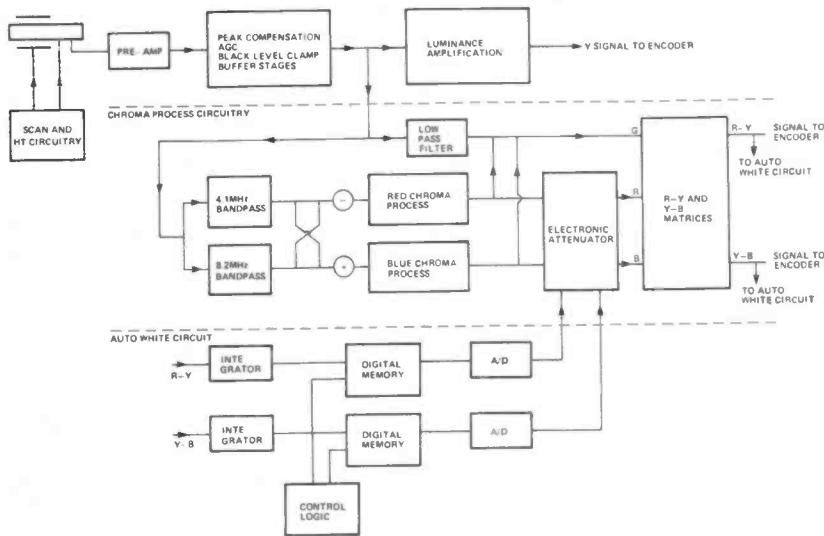 PRE-AMP
PEAK COMPENSATION
AGC
BLACK LEVEL CLAMP
BUFFER STAGES
LUMINANCE
AMPLIFICATION
Y SIGNAL TO ENCODER
SCAN AND
HT CIRCUITRY
CHROMA PROCESS CIRCUITRY
LOW
PASS
FILTER
G
R-Y
SIGNAL TO
ENCODER
TO AUTO
WHITE CIRCUIT
4.1MHz
BANDPASS
-
RED CHROMA
PROCESS
R
ELECTRONIC
ATTENUATOR
R-Y AND
Y-B
MATRICES
8.2MHz
BANDPASS
+
BLUE CHROMA
PROCESS
B
Y-B
SIGNAL TO
ENCODER
TO AUTO
WHITE CIRCUIT
AUTO WHITE CIRCUIT
R-Y
INTE
GRATOR
DIGITAL
MEMORY
A/D
Y-B
INTE
GRATOR
DIGITAL
MEMORY
A/D
CONTROL
LOGIC